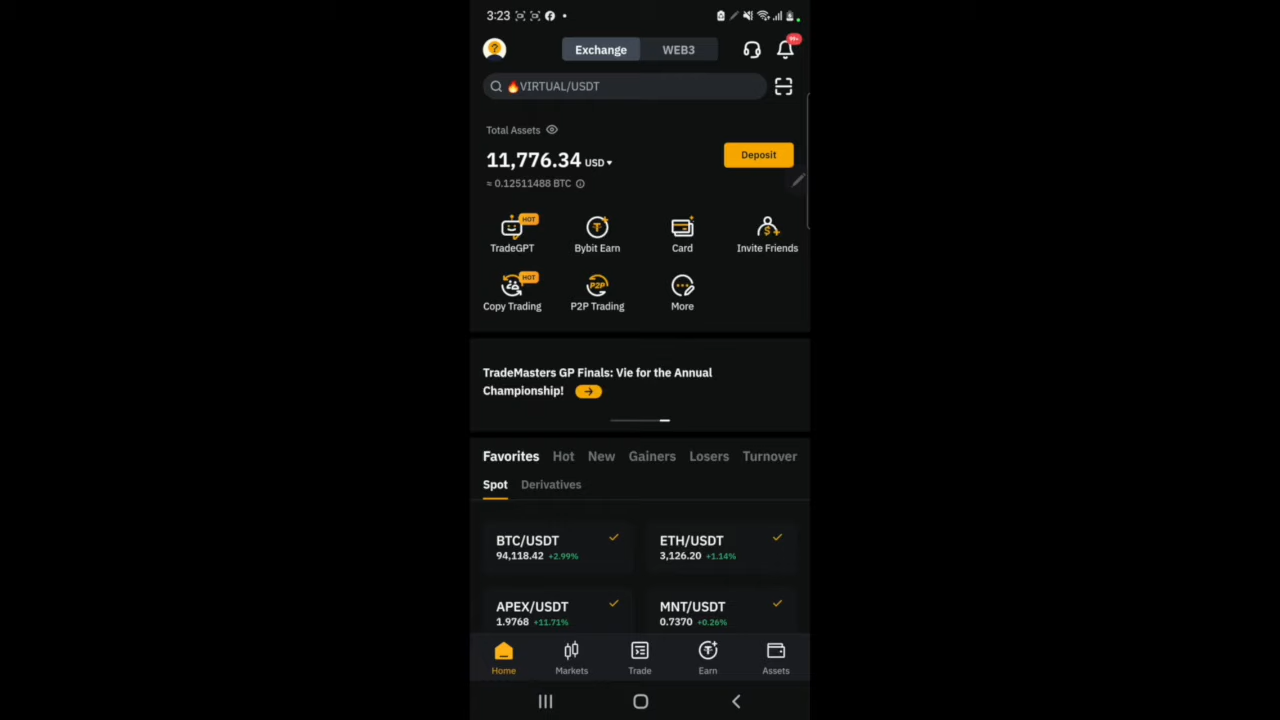 3:23
99+
Exchange WEB3
VIRTUAL/USDT
Total Assets
11,776.34 USD
Deposit
≈ 0.12511488 BTC
HOT
TradeGPT Bybit Earn Card Invite Friends
HOT P2P
Copy Trading P2P Trading More
TradeMasters GP Finals: Vie for the Annual
Championship!
Favorites Hot New Gainers Losers Turnover
Spot Derivatives
BTC/USDT ETH/USDT
94,118.42 +2.99% 3,126.20 +1.14%
APEX/USDT MNT/USDT
1.9768 +11.71% 0.7370 +0.26%
Home Markets Trade Earn Assets